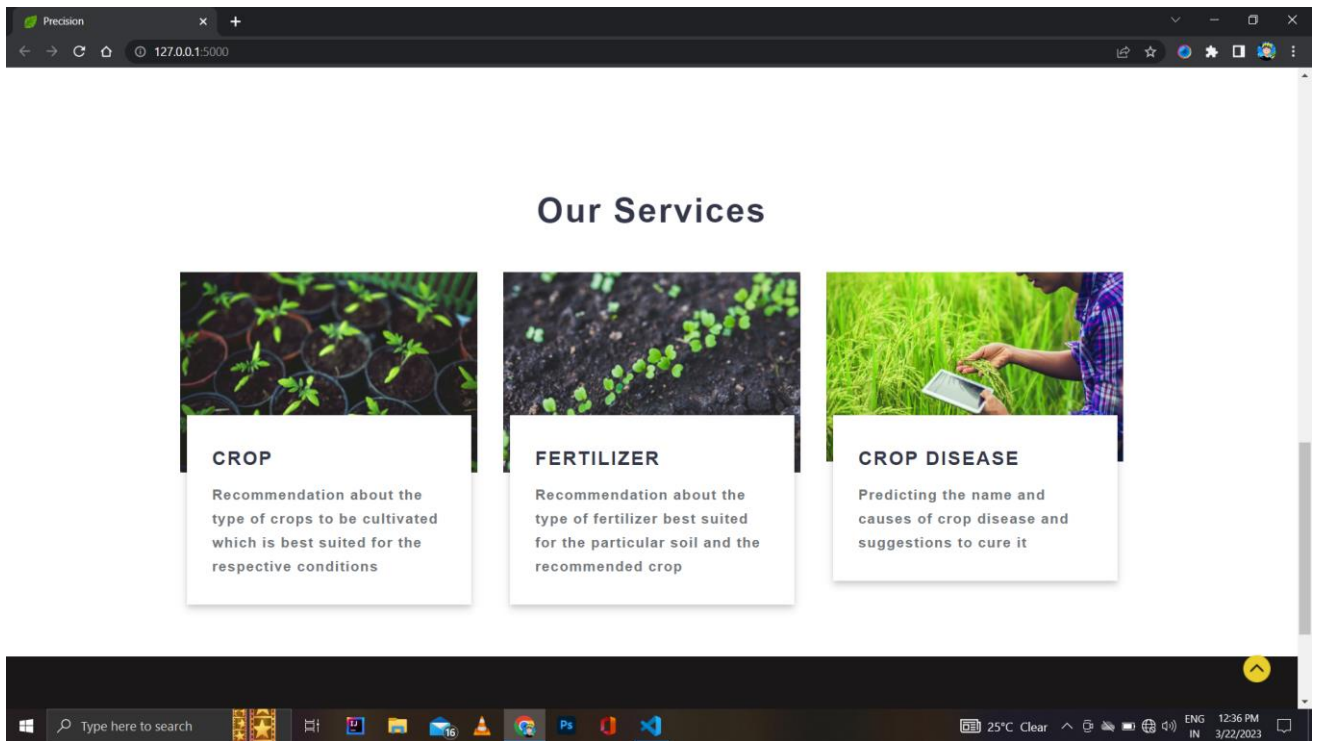 Precision
127.0.0.1:5000
Our Services
CROP
Recommendation about the
type of crops to be cultivated
which is best suited for the
respective conditions
FERTILIZER
Recommendation about the
type of fertilizer best suited
for the particular soil and the
recommended crop
CROP DISEASE
Predicting the name and
causes of crop disease and
suggestions to cure it
Type here to search
IJ
16
Ps
25°C Clear
ENG
IN
12:36 PM
3/22/2023